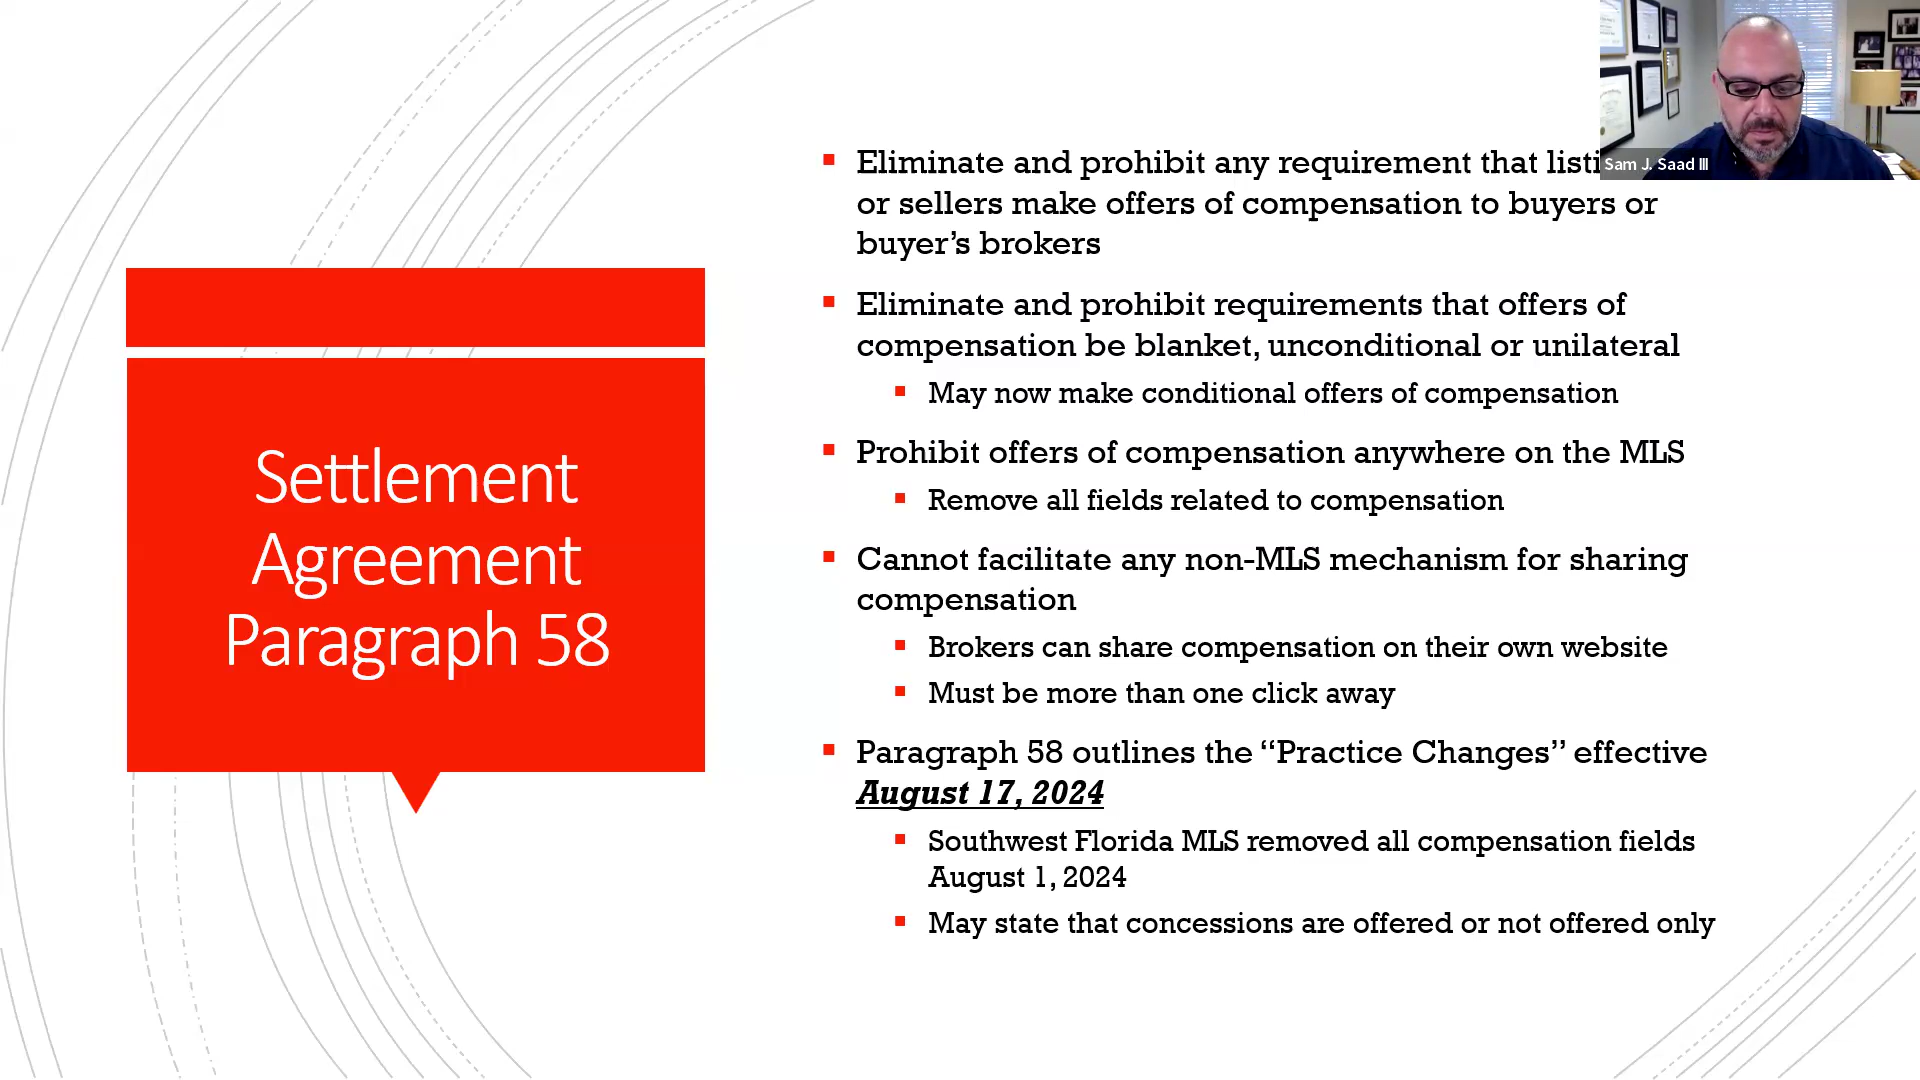 Sam J. Saad III
Settlement
Agreement
Paragraph 58
Eliminate and prohibit any requirement that
or sellers make offers of compensation to buyers or
buyer’s brokers
Eliminate and prohibit requirements that offers of
compensation be blanket, unconditional or unilateral
May now make conditional offers of compensation
Prohibit offers of compensation anywhere on the MLS
Remove all fields related to compensation
Cannot facilitate any non-MLS mechanism for sharing
compensation
Brokers can share compensation on their own website
Must be more than one click away
Paragraph 58 outlines the “Practice Changes” effective
August 17, 2024
Southwest Florida MLS removed all compensation fields
August 1, 2024
May state that concessions are offered or not offered only